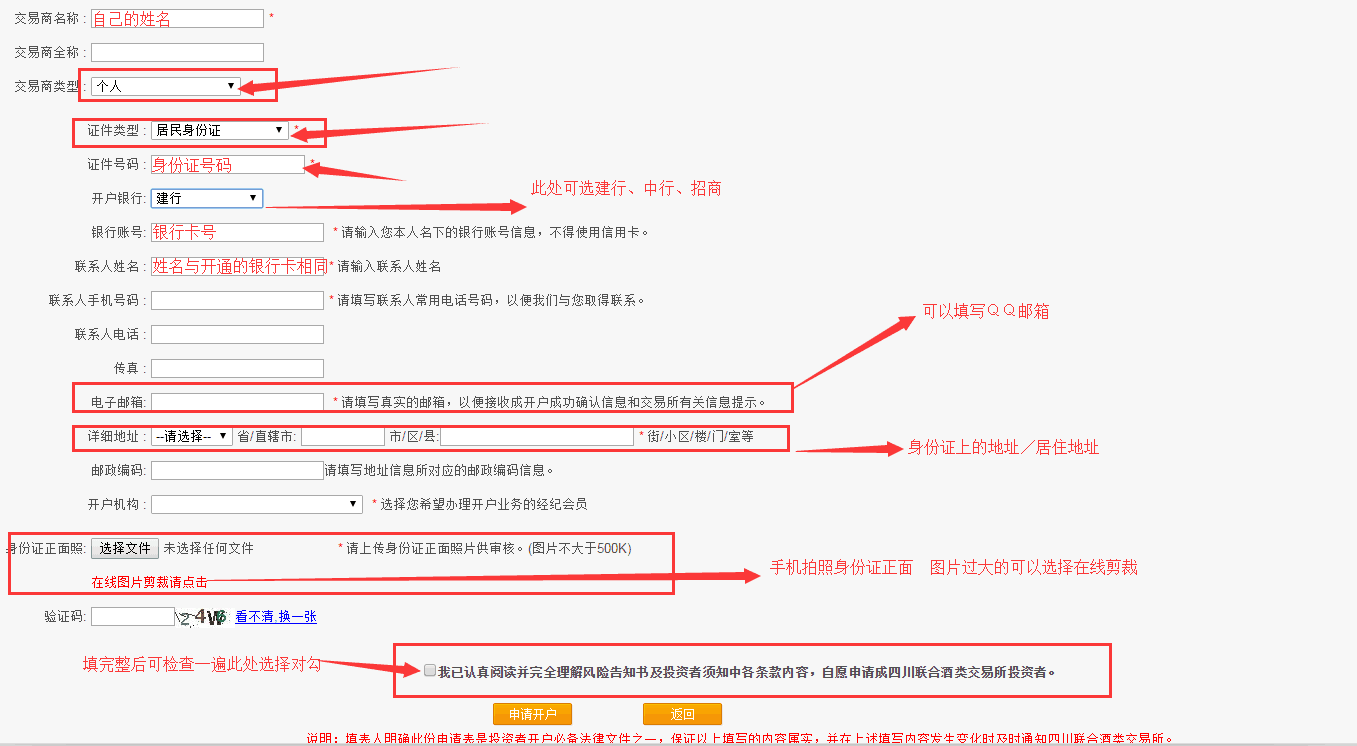 交易商名称 : 自己的姓名 *
交易商全称 :
交易商类型 : 个人
证件类型 : 居民身份证 *
证件号码 : 身份证号码 *
开户银行: 建行
此处可选建行、中行、招商
银行账号: 银行卡号 * 请输入您本人名下的银行账号信息，不得使用信用卡。
联系人姓名 : 姓名与开通的银行卡相同 * 请输入联系人姓名
联系人手机号码 : * 请填写联系人常用电话号码，以便我们与您取得联系。
可以填写QQ邮箱
联系人电话 :
传真 :
电子邮箱: * 请填写真实的邮箱，以便接收成开户成功确认信息和交易所有关信息提示。
详细地址 : --请选择-- 省/直辖市: 市/区/县: * 街/小区/楼/门/室等
身份证上的地址／居住地址
邮政编码: 请填写地址信息所对应的邮政编码信息。
开户机构 : * 选择您希望办理开户业务的经纪会员
身份证正面照: 选择文件 未选择任何文件 * 请上传身份证正面照片供审核。(图片不大于500K)
手机拍照身份证正面 图片过大的可以选择在线剪裁
在线图片剪裁请点击
验证码: 24W6 看不清,换一张
填完整后可检查一遍此处选择对勾
我已认真阅读并完全理解风险告知书及投资者须知中各条款内容，自愿申请成四川联合酒类交易所投资者。
申请开户 返回
说明：填表人明确此份申请表是投资者开户必备法律文件之一，保证以上填写的内容属实，并在上述填写内容发生变化时及时通知四川联合酒类交易所。